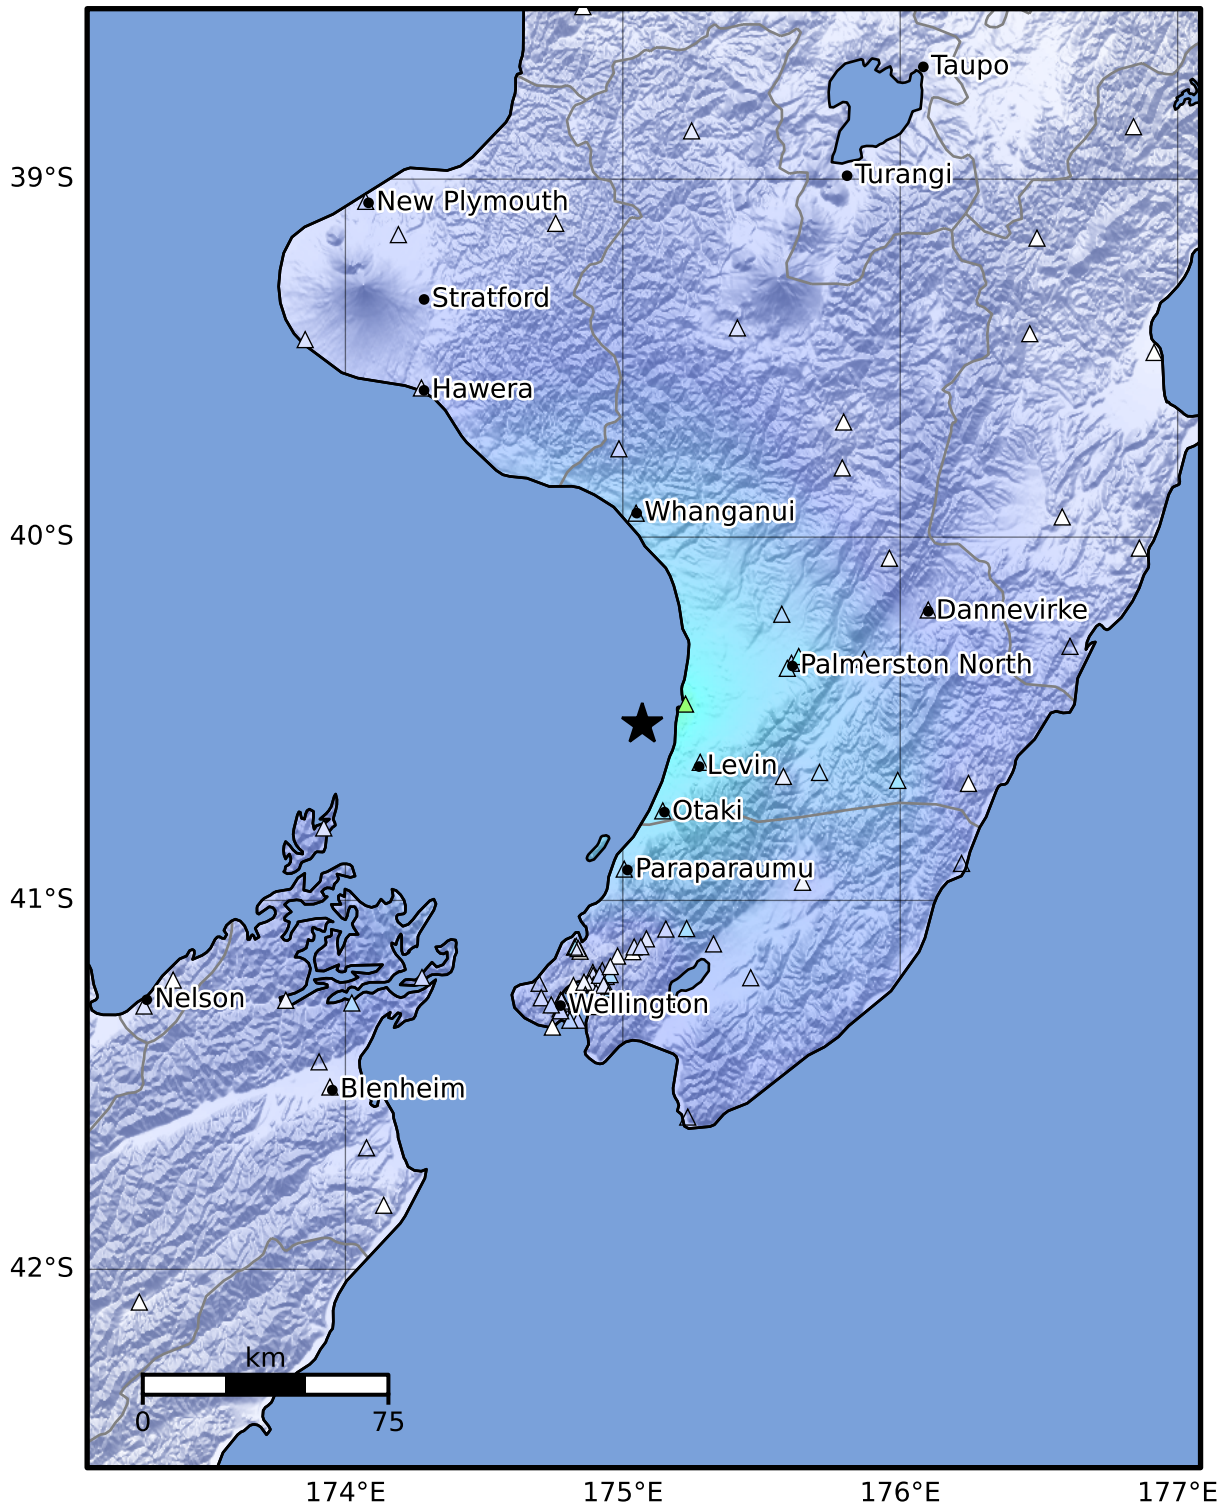 Taupo
39°S
Turangi
New Plymouth
Stratford
Hawera
Whanganui
40°S
Dannevirke
Palmerston North
Levin
Otaki
Paraparaumu
41°S
Nelson
Wellington
Blenheim
42°S
km
0
75
174°E
175°E
176°E
177°E